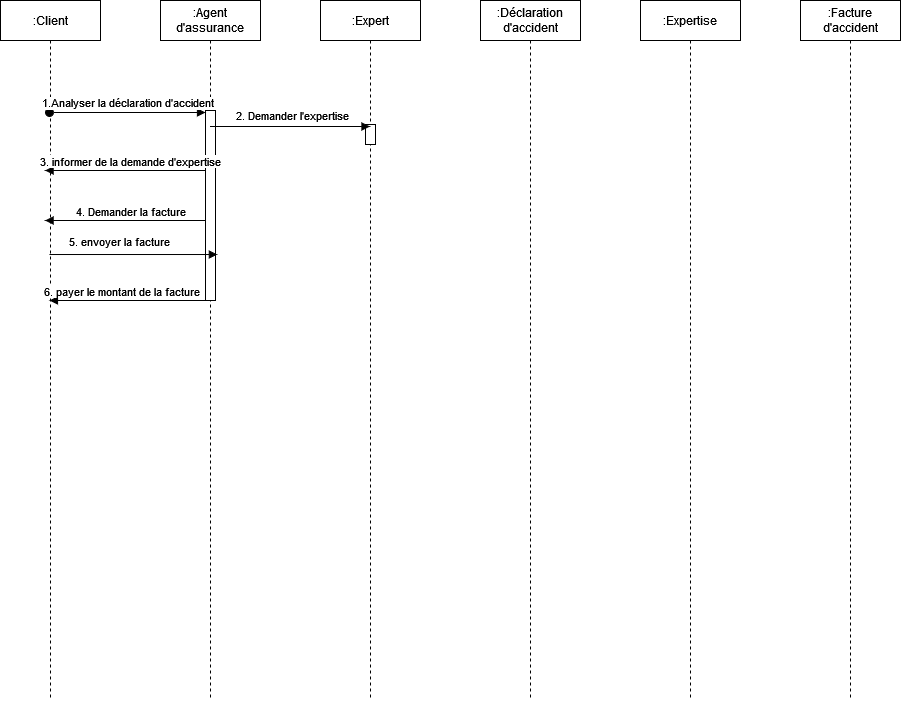 :Client
:Agent
d'assurance
:Expert
:Déclaration
d'accident
:Expertise
:Facture
d'accident
1.Analyser la déclaration d'accident
2. Demander l'expertise
3. informer de la demande d'expertise
4. Demander la facture
5. envoyer la facture
6. payer le montant de la facture